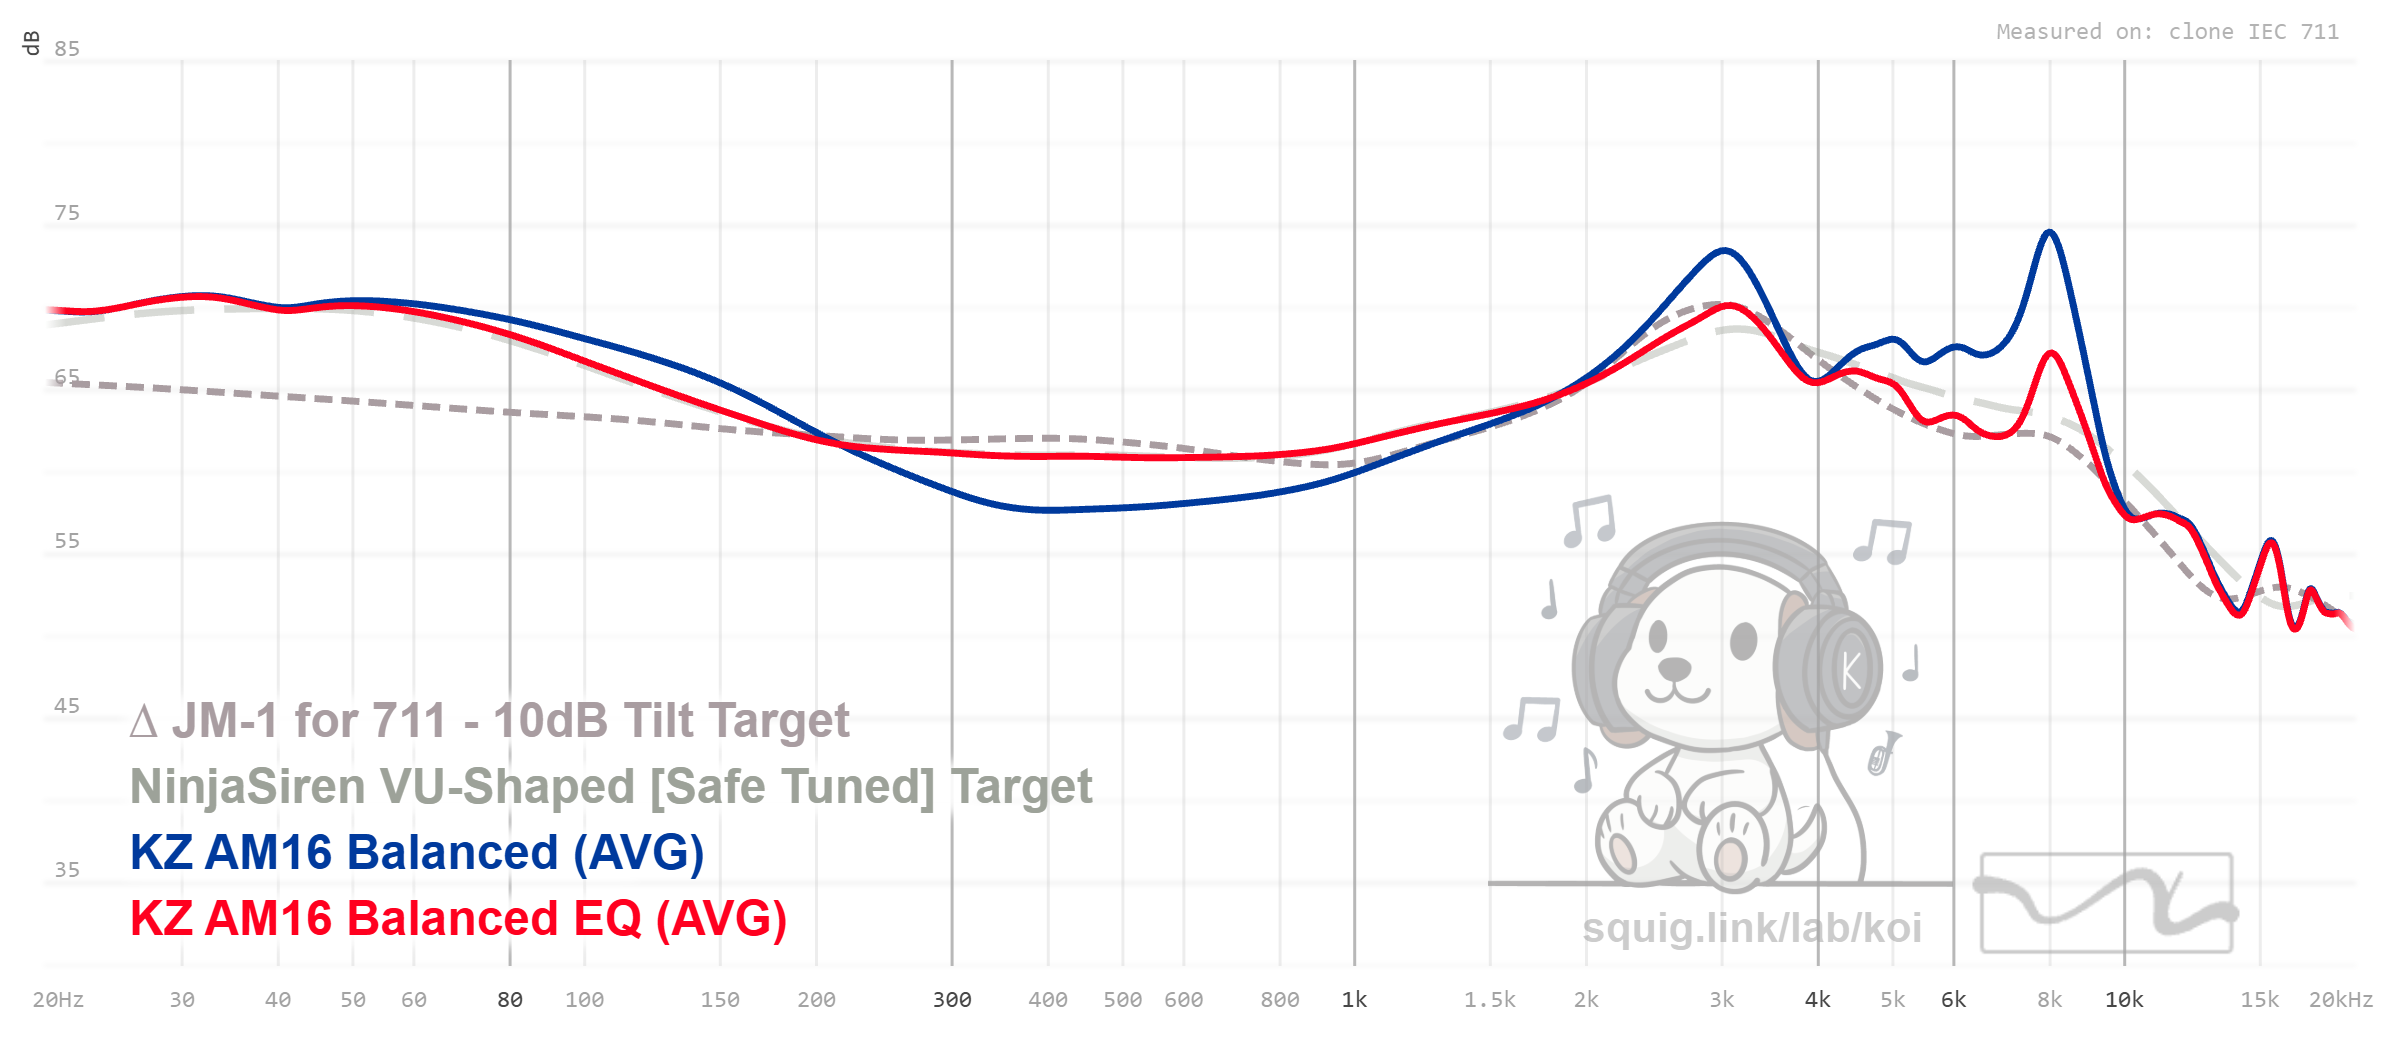 Measured on: clone IEC 711
dB
85
75
65
55
45
35
Δ JM-1 for 711 - 10dB Tilt Target
NinjaSiren VU-Shaped [Safe Tuned] Target
KZ AM16 Balanced (AVG)
KZ AM16 Balanced EQ (AVG)
K
squig.link/lab/koi
20Hz 30 40 50 60 80 100 150 200 300 400 500 600 800 1k 1.5k 2k 3k 4k 5k 6k 8k 10k 15k 20kHz